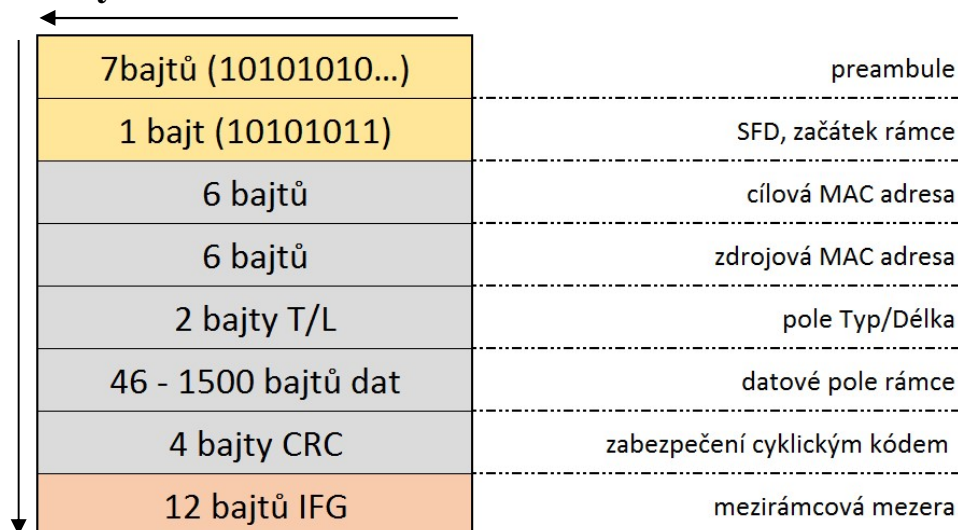 7bajtů (10101010...) preambule
1 bajt (10101011) SFD, začátek rámce
6 bajtů cílová MAC adresa
6 bajtů zdrojová MAC adresa
2 bajty T/L pole Typ/Délka
46 - 1500 bajtů dat datové pole rámce
4 bajty CRC zabezpečení cyklickým kódem
12 bajtů IFG mezirámcová mezera